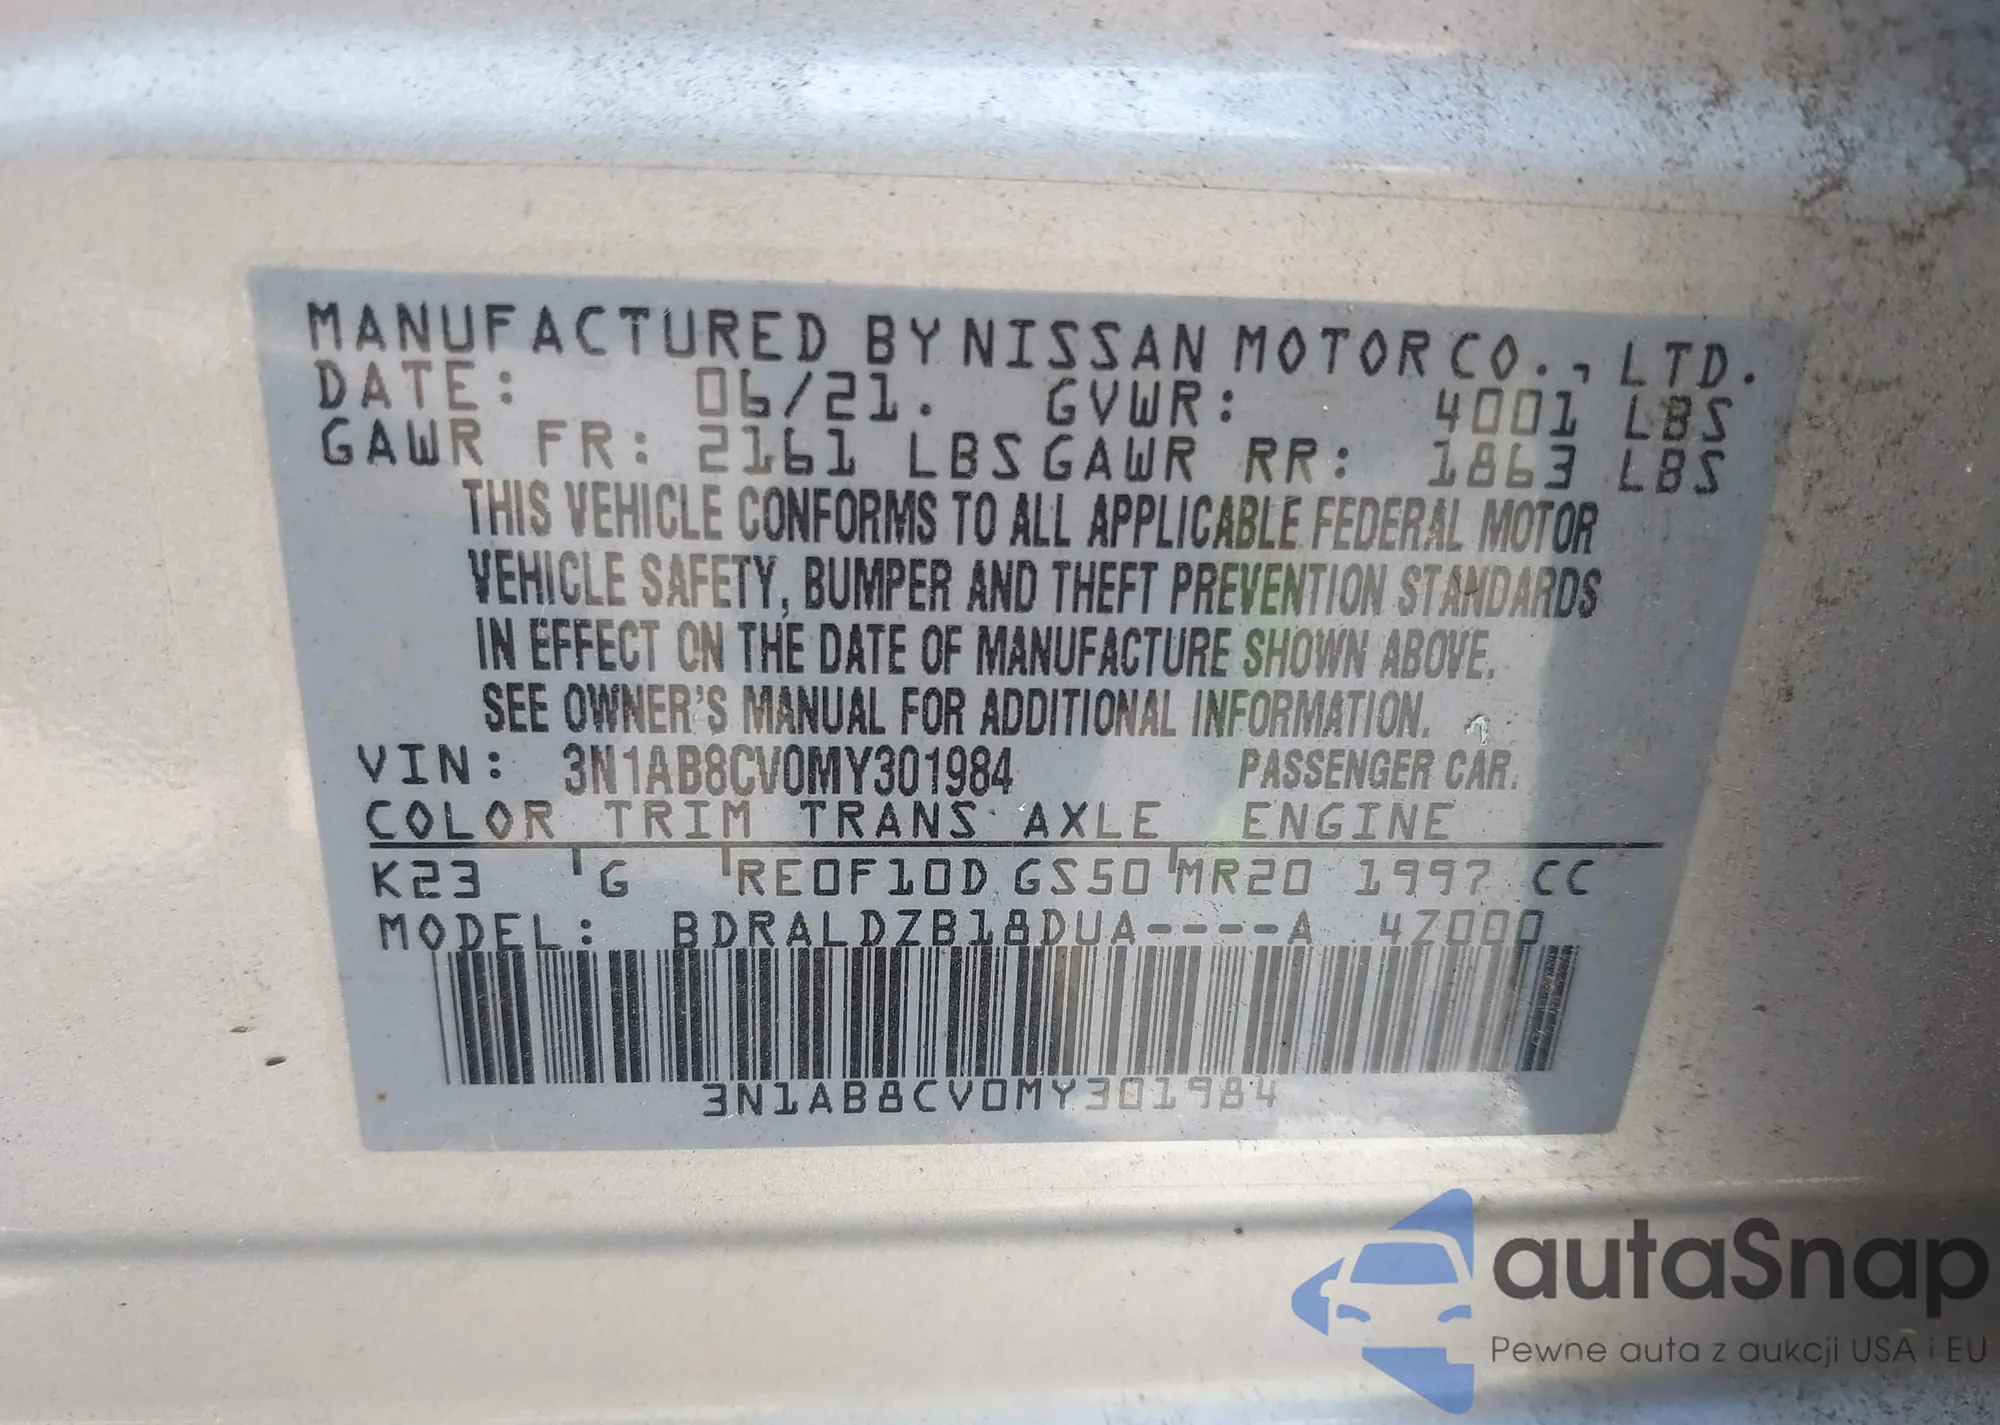 MANUFACTURED BY NISSAN MOTOR CO., LTD.
DATE: 06/21. GVWR: 4001 LBS
GAWR FR: 2161 LBS GAWR RR: 1863 LBS
THIS VEHICLE CONFORMS TO ALL APPLICABLE FEDERAL MOTOR
VEHICLE SAFETY, BUMPER AND THEFT PREVENTION STANDARDS
IN EFFECT ON THE DATE OF MANUFACTURE SHOWN ABOVE.
SEE OWNER'S MANUAL FOR ADDITIONAL INFORMATION.
VIN: 3N1AB8CV0MY301984 PASSENGER CAR.
COLOR TRIM TRANS AXLE ENGINE
K23 G RE0F10D GS50 MR20 1997 CC
MODEL: BDRALDZB18DUA----A 4Z000
3N1AB8CV0MY301984
autaSnap
Pewne auta z aukcji USA i EU